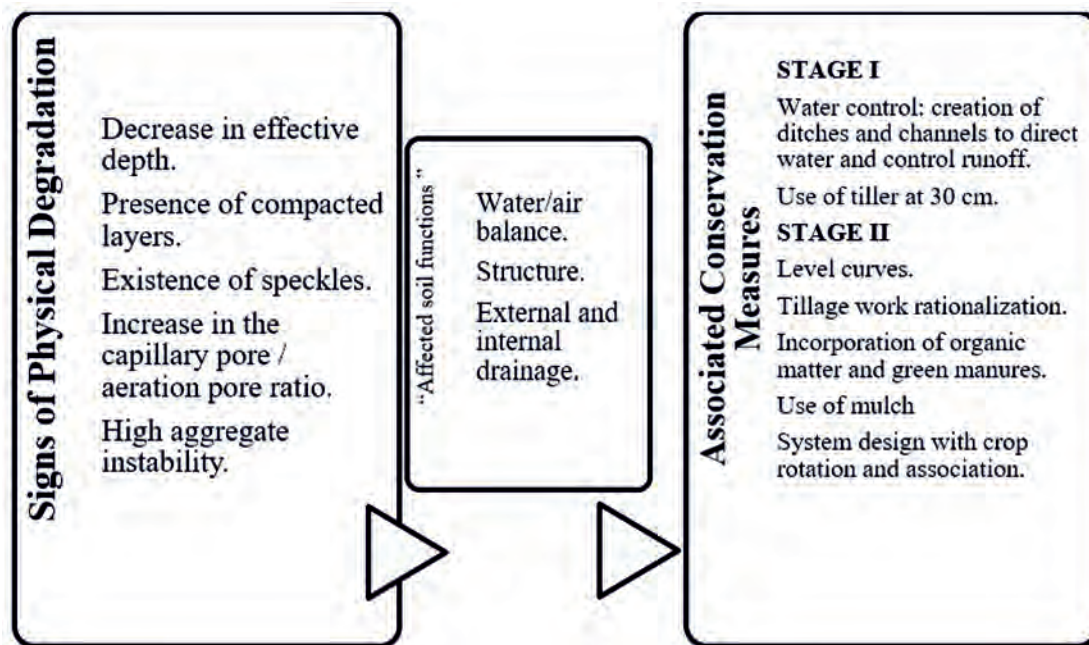 Signs of Physical Degradation
Decrease in effective
depth.
Presence of compacted
layers.
Existence of speckles.
Increase in the
capillary pore /
aeration pore ratio.
High aggregate
instability.
“Affected soil functions ”
Water/air
balance.
Structure.
External and
internal
drainage.
Associated Conservation
Measures
STAGE I
Water control: creation of
ditches and channels to direct
water and control runoff.
Use of tiller at 30 cm.
STAGE II
Level curves.
Tillage work rationalization.
Incorporation of organic
matter and green manures.
Use of mulch
System design with crop
rotation and association.